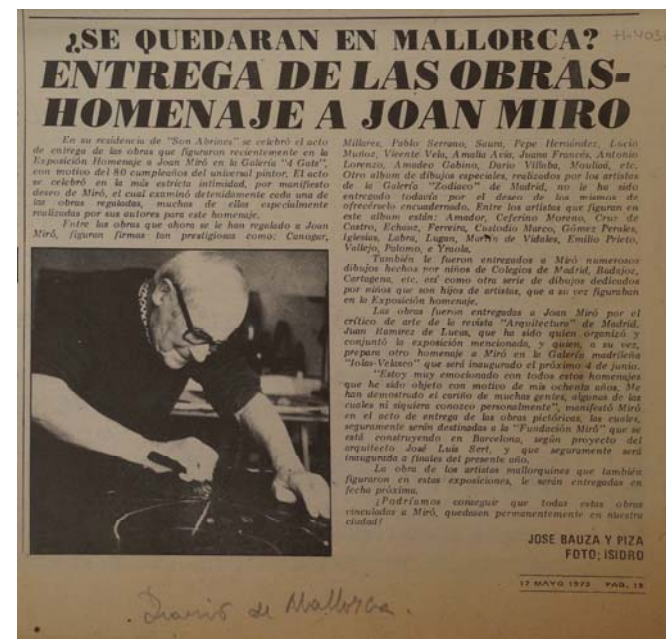 ¿SE QUEDARAN EN MALLORCA?
ENTREGA DE LAS OBRAS-
HOMENAJE A JOAN MIRO
En su residencia de "Son Abrines" se celebró el acto
de entrega de las obras que figuraron recientemente en la
Exposición Homenaje a Joan Miró en la Galería "4 Gats",
con motivo del 80 cumpleaños del universal pintor. El acto
se celebró en la más estricta intimidad, por manifiesto
deseo de Miró, el cual examinó detenidamente cada una de
las obras regaladas, muchas de ellas especialmente
realizadas por sus autores para este homenaje.
Entre las obras que ahora se le han regalado a Joan
Miró, figuran firmas tan prestigiosas como: Canogar,
Millares, Pablo Serrano, Saura, Pepe Hernández, Lucio
Muñoz, Vicente Vela, Amalia Avia, Juana Francés, Antonio
Lorenzo, Amadeo Gabino, Darío Villalba, Mouliaá, etc.
Otro album de dibujos especiales, realizados por los artistas
de la Galería "Zodíaco" de Madrid, no le ha sido
entregado todavía por el deseo de los mismos de
ofrecérselo encuadernado. Entre los artistas que figuran en
este album están: Amador, Ceferino Moreno, Cruz de
Castro, Echauz, Ferreira, Custodio Marco, Gómez Perales,
Iglesias, Labra, Lugan, Martín de Vidales, Emilio Prieto,
Vallejo, Palomo, e Yraola.
También le fueron entregados a Miró numerosos
dibujos hechos por niños de Colegios de Madrid, Badajoz,
Cartagena, etc. así como otra serie de dibujos dedicados
por niños que son hijos de artistas, que a su vez figuraban
en la Exposición homenaje.
Las obras fueron entregadas a Joan Miró por el
crítico de arte de la revista "Arquitectura" de Madrid,
Juan Ramírez de Lucas, que ha sido quien organizó y
conjuntó la exposición mencionada, y quien, a su vez,
prepara otro homenaje a Miró en la Galería madrileña
"Iolas-Velasco" que será inaugurado el próximo 4 de junio.
"Estoy muy emocionado con todos estos homenajes
que he sido objeto con motivo de mis ochenta años. Me
han demostrado el cariño de muchas gentes, algunas de las
cuales ni siquiera conozco personalmente", manifestó Miró
en el acto de entrega de las obras pictóricas, las cuales,
seguramente serán destinadas a la "Fundación Miró" que se
está construyendo en Barcelona, según proyecto del
arquitecto José Luis Sert, y que seguramente será
inaugurada a finales del presente año.
La obra de los artistas mallorquines que también
figuraron en estas exposiciones, le serán entregadas en
fecha próxima.
¿Podríamos conseguir que todas estas obras
vinculadas a Miró, quedasen permanentemente en nuestra
ciudad?
JOSE BAUZA Y PIZA
FOTO: ISIDRO
17 MAYO 1973 PAG. 15
Diario de Mallorca.